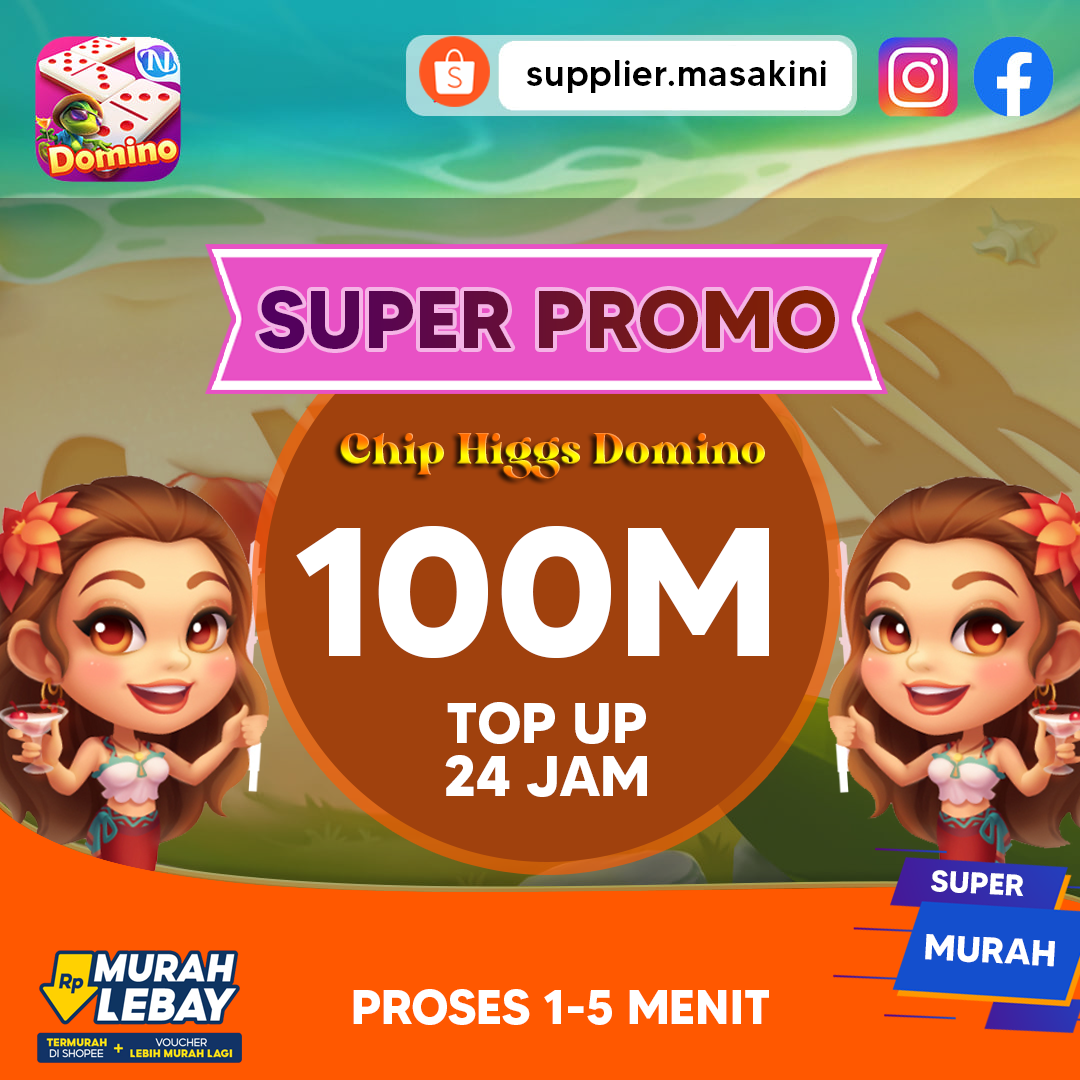 N
Domino
S
supplier.masakini
SUPER PROMO
Chip Higgs Domino
100M
TOP UP
24 JAM
SUPER
MURAH
Rp
MURAH
LEBAY
TERMURAH
DI SHOPEE
+
VOUCHER
LEBIH MURAH LAGI
PROSES 1-5 MENIT